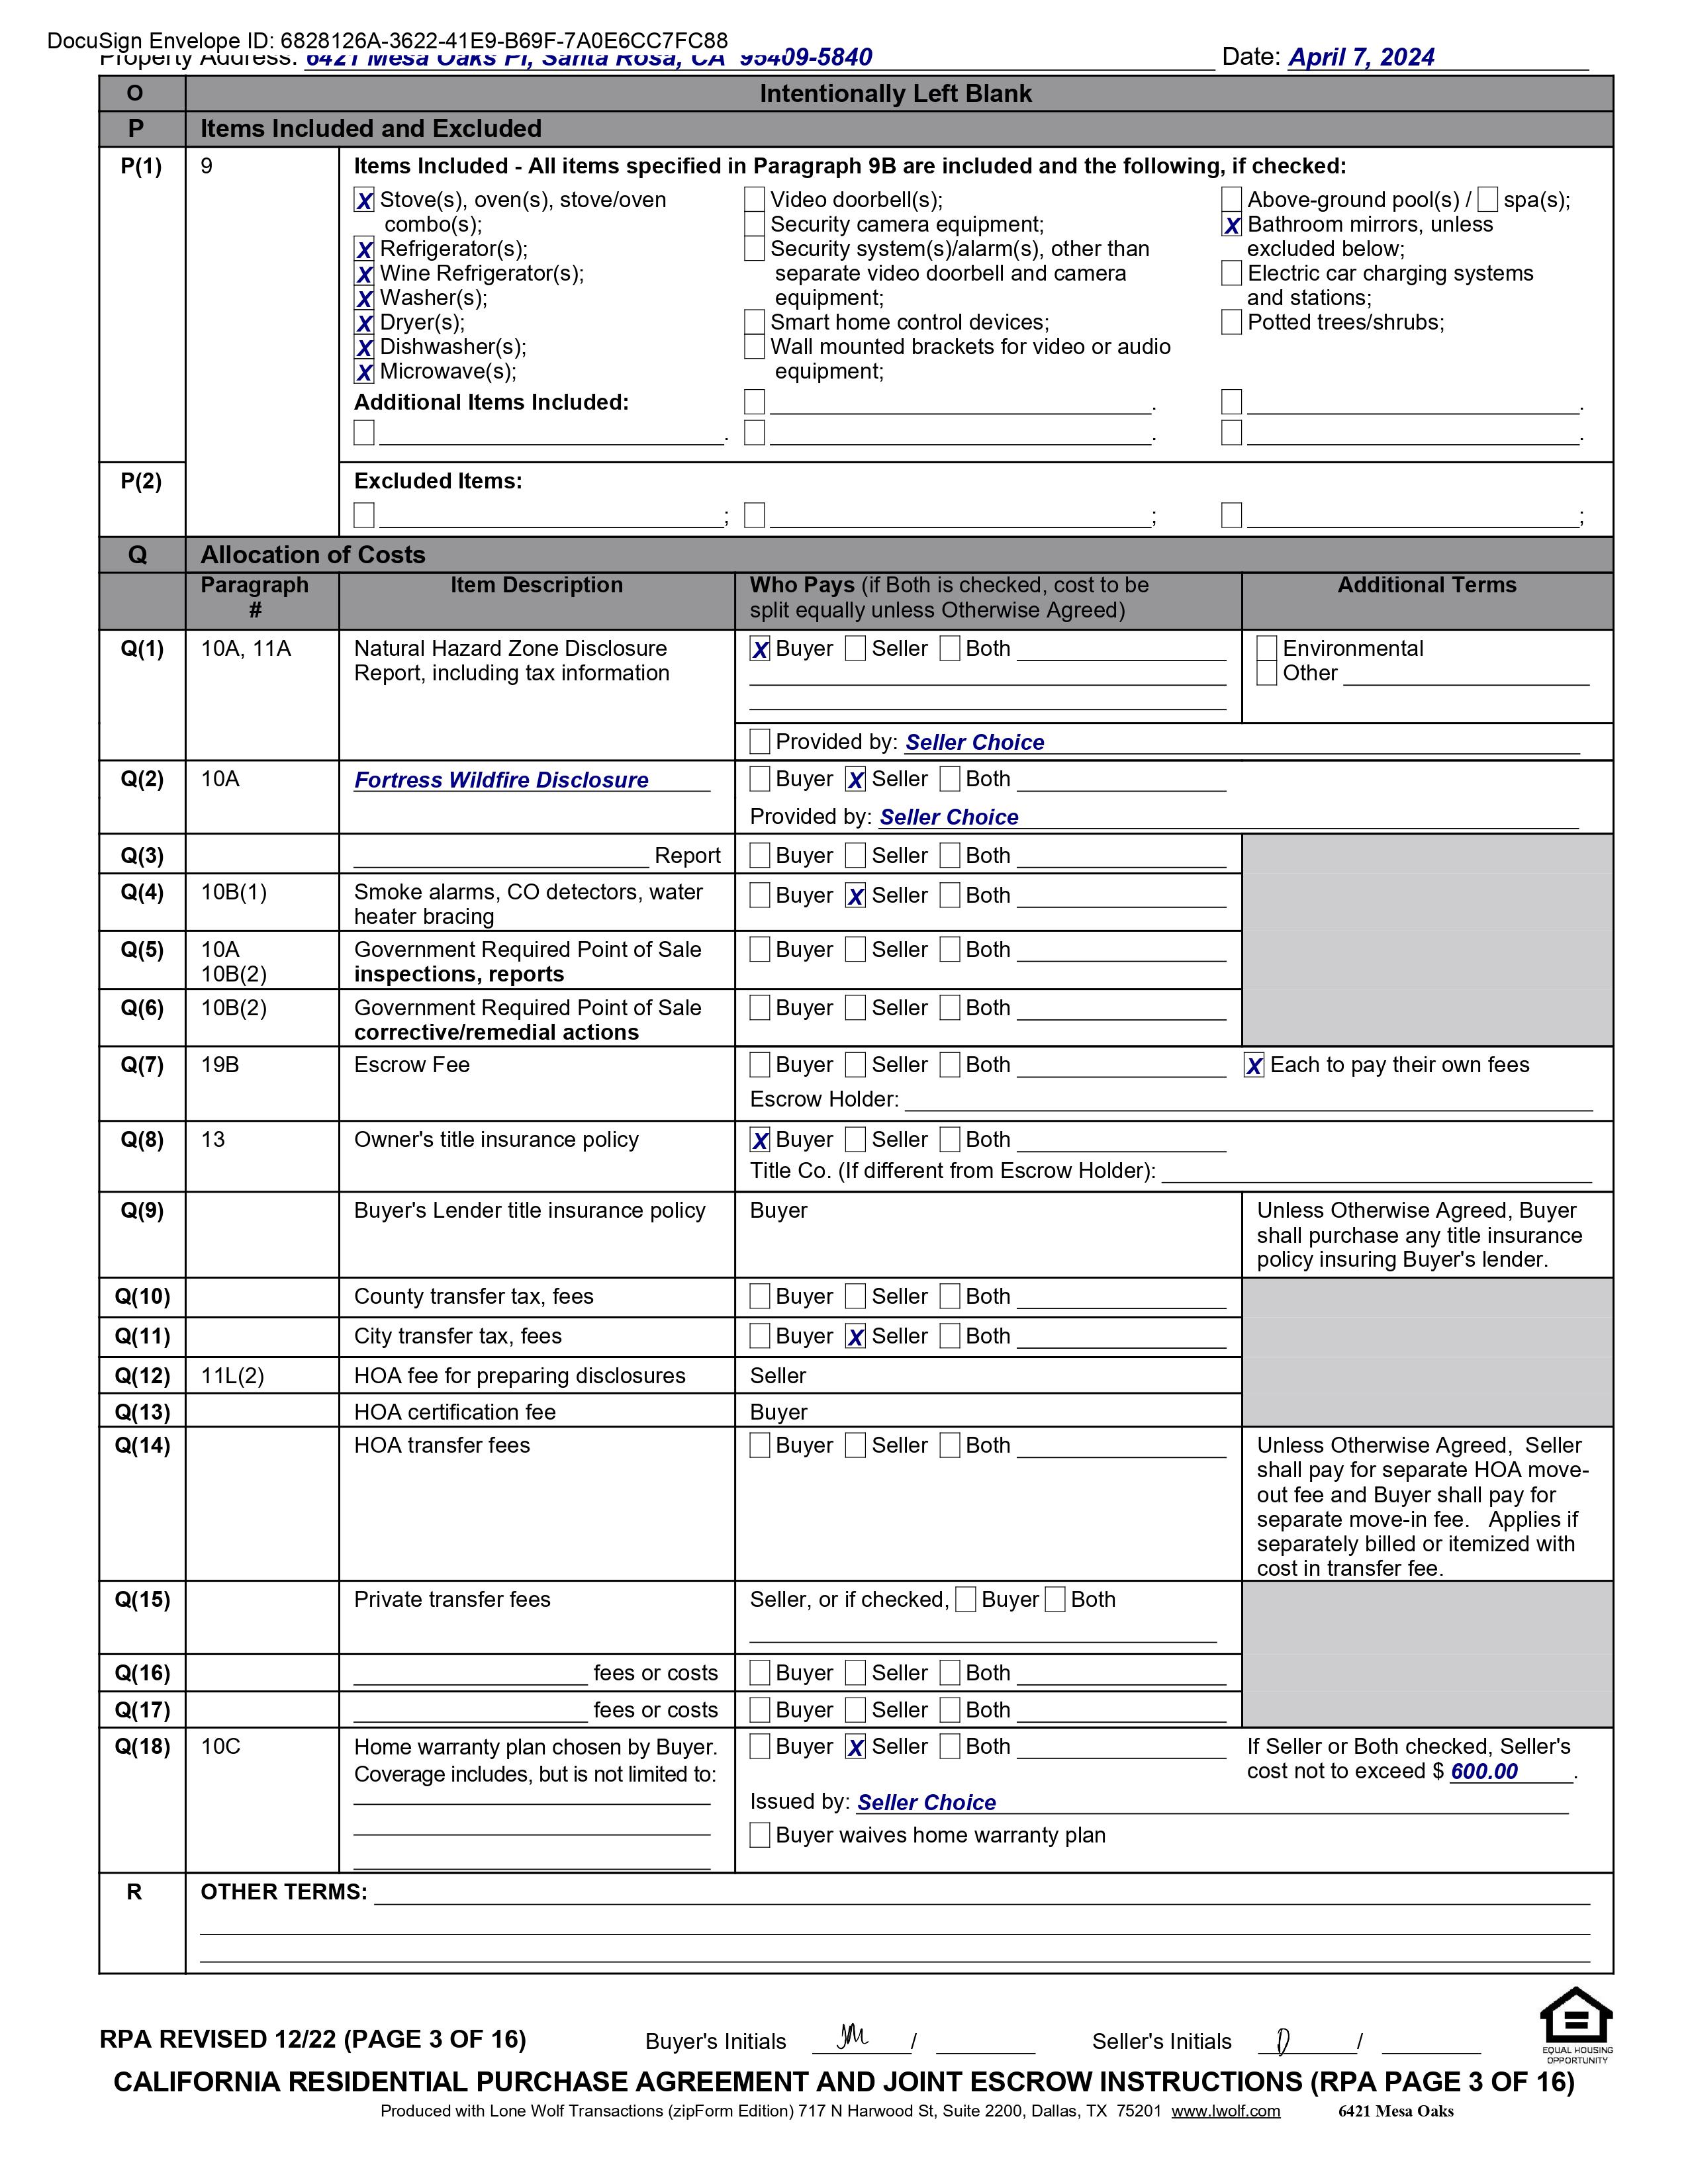 DocuSign Envelope ID: 6828126A-3622-41E9-B69F-7A0E6CC7FC88
Property Address: 6421 Mesa Oaks Pl, Santa Rosa, CA 95409-5840 Date: April 7, 2024
O Intentionally Left Blank
P Items Included and Excluded
P(1) 9 Items Included - All items specified in Paragraph 9B are included and the following, if checked:
X Stove(s), oven(s), stove/oven
combo(s);
X Refrigerator(s);
X Wine Refrigerator(s);
X Washer(s);
X Dryer(s);
X Dishwasher(s);
X Microwave(s);
Video doorbell(s);
Security camera equipment;
Security system(s)/alarm(s), other than
separate video doorbell and camera
equipment;
Smart home control devices;
Wall mounted brackets for video or audio
equipment;
Above-ground pool(s) / spa(s);
X Bathroom mirrors, unless
excluded below;
Electric car charging systems
and stations;
Potted trees/shrubs;
Additional Items Included: . .
. . .
P(2) Excluded Items:
; ; ;
Q Allocation of Costs
Paragraph
#
Item Description
Who Pays (if Both is checked, cost to be
split equally unless Otherwise Agreed)
Additional Terms
Q(1) 10A, 11A
Natural Hazard Zone Disclosure
Report, including tax information
X Buyer Seller Both
Environmental
Other
Provided by: Seller Choice
Q(2) 10A Fortress Wildfire Disclosure Buyer X Seller Both
Provided by: Seller Choice
Q(3) Report Buyer Seller Both
Q(4) 10B(1)
Smoke alarms, CO detectors, water
heater bracing
Buyer X Seller Both
Q(5)
10A
10B(2)
Government Required Point of Sale
inspections, reports
Buyer Seller Both
Q(6) 10B(2)
Government Required Point of Sale
corrective/remedial actions
Buyer Seller Both
Q(7) 19B Escrow Fee Buyer Seller Both X Each to pay their own fees
Escrow Holder:
Q(8) 13 Owner's title insurance policy X Buyer Seller Both
Title Co. (If different from Escrow Holder):
Q(9) Buyer's Lender title insurance policy Buyer
Unless Otherwise Agreed, Buyer
shall purchase any title insurance
policy insuring Buyer's lender.
Q(10) County transfer tax, fees Buyer Seller Both
Q(11) City transfer tax, fees Buyer X Seller Both
Q(12) 11L(2) HOA fee for preparing disclosures Seller
Q(13) HOA certification fee Buyer
Q(14) HOA transfer fees Buyer Seller Both
Unless Otherwise Agreed, Seller
shall pay for separate HOA move-
out fee and Buyer shall pay for
separate move-in fee. Applies if
separately billed or itemized with
cost in transfer fee.
Q(15) Private transfer fees Seller, or if checked, Buyer Both
Q(16) fees or costs Buyer Seller Both
Q(17) fees or costs Buyer Seller Both
Q(18) 10C
Home warranty plan chosen by Buyer.
Coverage includes, but is not limited to:
Buyer X Seller Both
If Seller or Both checked, Seller's
cost not to exceed $ 600.00 .
Issued by: Seller Choice
Buyer waives home warranty plan
R OTHER TERMS:
RPA REVISED 12/22 (PAGE 3 OF 16) Buyer's Initials JM / Seller's Initials D /
EQUAL HOUSING
OPPORTUNITY
CALIFORNIA RESIDENTIAL PURCHASE AGREEMENT AND JOINT ESCROW INSTRUCTIONS (RPA PAGE 3 OF 16)
Produced with Lone Wolf Transactions (zipForm Edition) 717 N Harwood St, Suite 2200, Dallas, TX 75201 www.lwolf.com 6421 Mesa Oaks